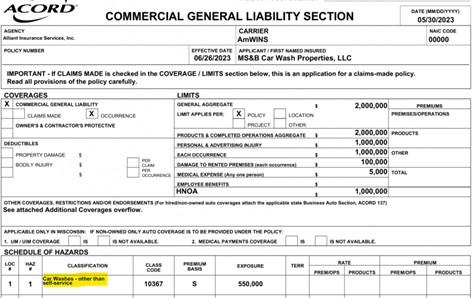 ACORD
COMMERCIAL GENERAL LIABILITY SECTION
DATE (MM/DD/YYYY)
05/30/2023
AGENCY
Alliant Insurance Services, Inc.
CARRIER
AmWINS
NAIC CODE
00000
POLICY NUMBER
EFFECTIVE DATE
06/26/2023
APPLICANT / FIRST NAMED INSURED
MS&B Car Wash Properties, LLC
IMPORTANT - If CLAIMS MADE is checked in the COVERAGE / LIMITS section below, this is an application for a claims-made policy.
Read all provisions of the policy carefully.
COVERAGES
LIMITS
X COMMERCIAL GENERAL LIABILITY
CLAIMS MADE X OCCURRENCE
OWNER'S & CONTRACTOR'S PROTECTIVE
DEDUCTIBLES
PROPERTY DAMAGE $
BODILY INJURY $
$
PER CLAIM
PER OCCURRENCE
GENERAL AGGREGATE $ 2,000,000
LIMIT APPLIES PER: X POLICY LOCATION
PROJECT OTHER:
PRODUCTS & COMPLETED OPERATIONS AGGREGATE $ 2,000,000
PERSONAL & ADVERTISING INJURY $ 1,000,000
EACH OCCURRENCE $ 1,000,000
DAMAGE TO RENTED PREMISES (each occurrence) $ 100,000
MEDICAL EXPENSE (Any one person) $ 5,000
EMPLOYEE BENEFITS $
HNOA 1,000,000
PREMIUMS
PREMISES/OPERATIONS
PRODUCTS
OTHER
TOTAL
OTHER COVERAGES, RESTRICTIONS AND/OR ENDORSEMENTS (For hired/non-owned auto coverages attach the applicable state Business Auto Section, ACORD 137)
See attached Additional Coverages overflow.
APPLICABLE ONLY IN WISCONSIN: IF NON-OWNED ONLY AUTO COVERAGE IS TO BE PROVIDED UNDER THE POLICY:
1. UM / UIM COVERAGE IS IS NOT AVAILABLE. 2. MEDICAL PAYMENTS COVERAGE IS IS NOT AVAILABLE.
SCHEDULE OF HAZARDS
LOC #
HAZ #
CLASSIFICATION
CLASS CODE
PREMIUM BASIS
EXPOSURE
TERR
RATE
PREM/OPS
PRODUCTS
PREMIUM
PREM/OPS
PRODUCTS
1
1
Car Washes - other than
self-service
10367
S
550,000